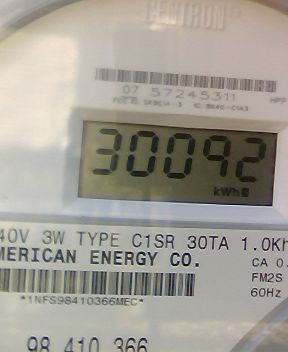 CENTRON®
07 57245311
HPP
30092
kWh
40V 3W TYPE C1SR 30TA 1.0Kh
MERICAN ENERGY CO.
CA 0.
FM2S
*1NFS98410366MEC*
60Hz
98 410 366